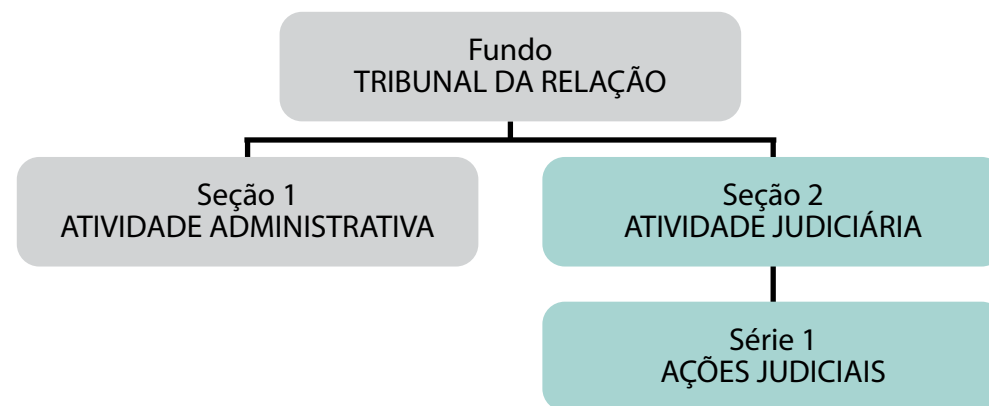 Fundo
TRIBUNAL DA RELAÇÃO
Seção 1
ATIVIDADE ADMINISTRATIVA
Seção 2
ATIVIDADE JUDICIÁRIA
Série 1
AÇÕES JUDICIAIS